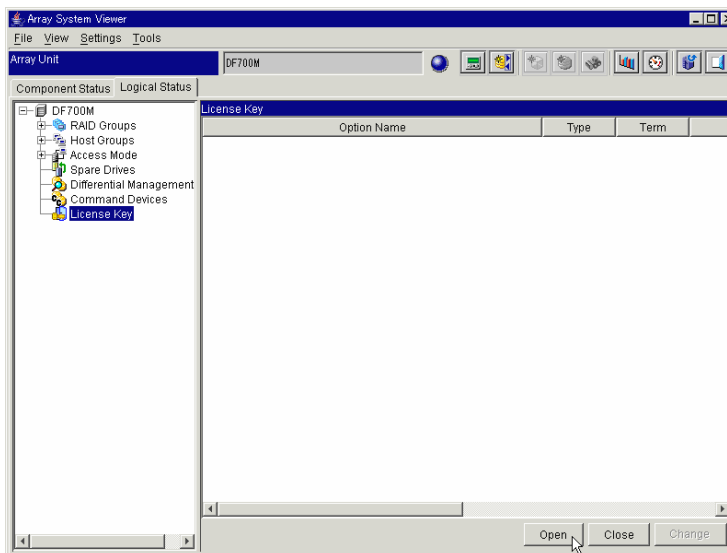 Array System Viewer
File View Settings Tools
Array Unit
DF700M
Component Status Logical Status
DF700M
RAID Groups
Host Groups
Access Mode
Spare Drives
Differential Management
Command Devices
License Key
License Key
Option Name Type Term
Open Close Change